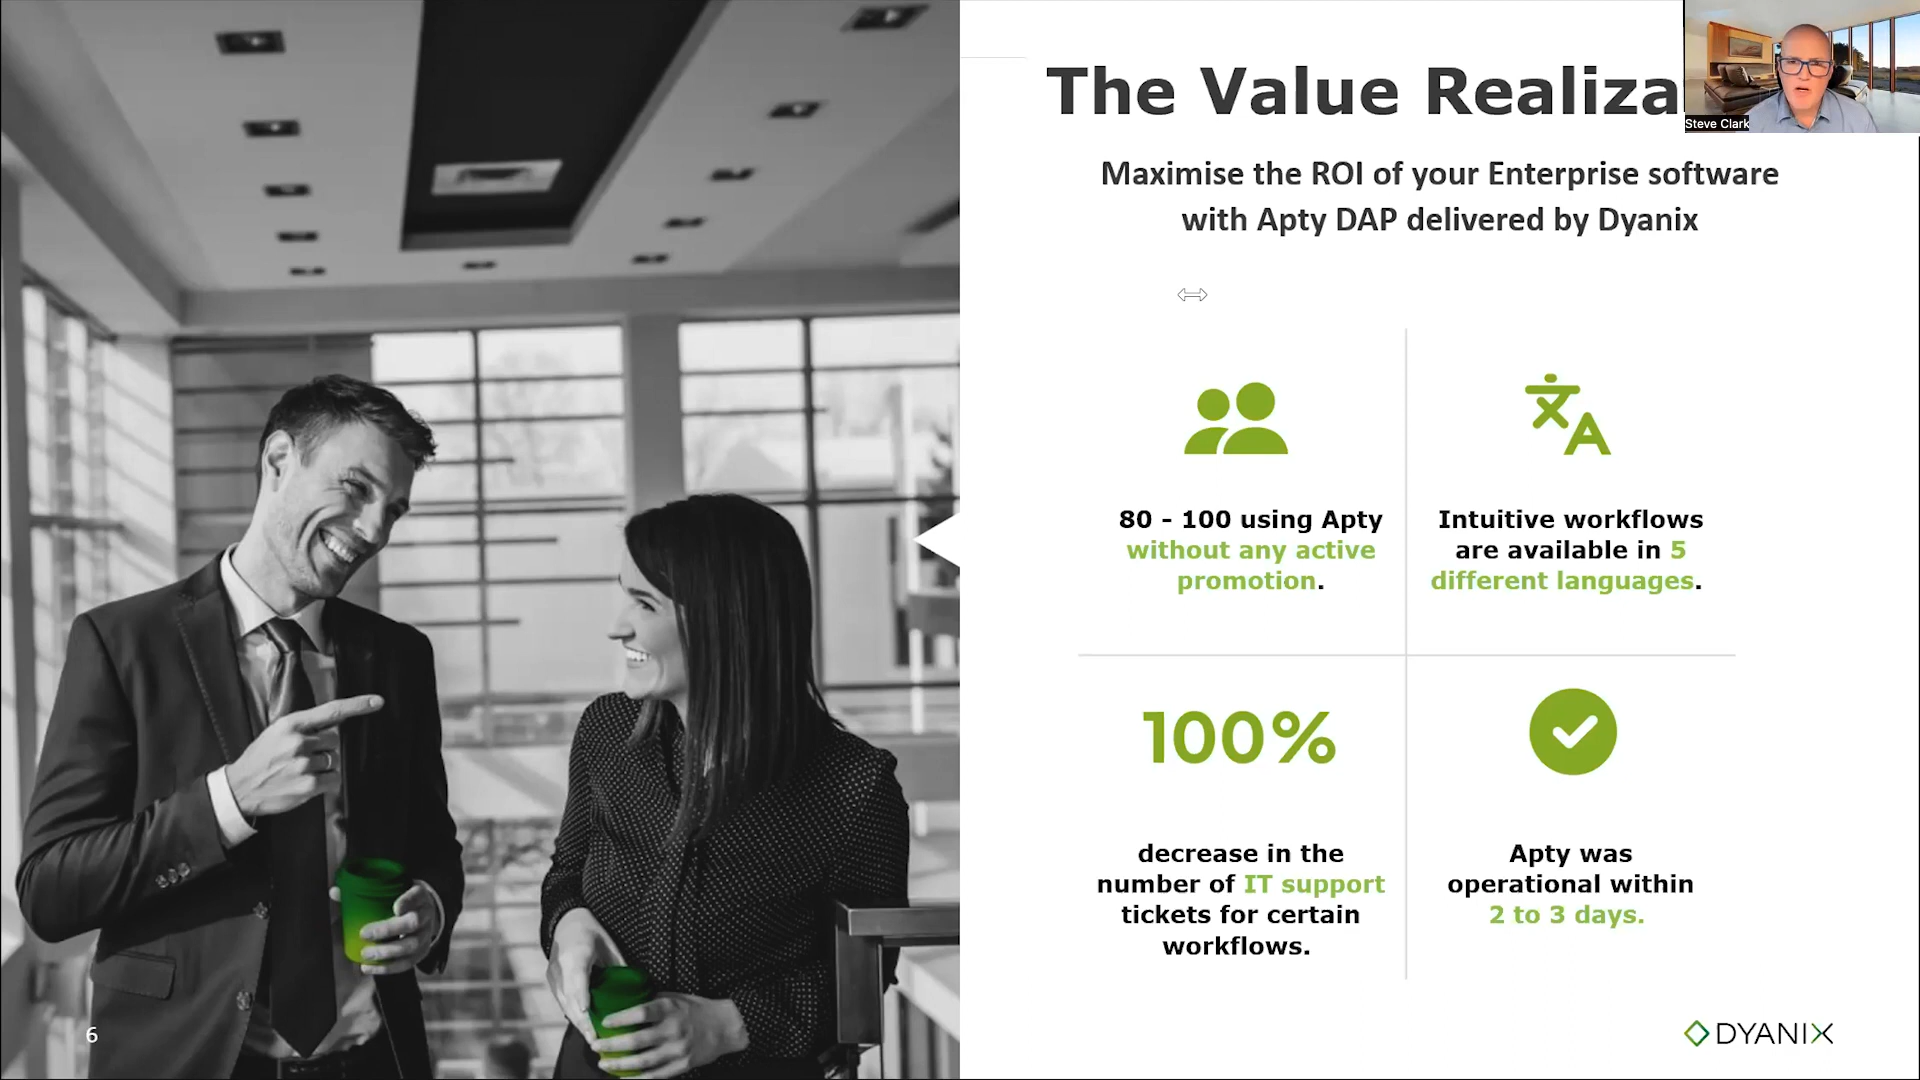 The Value Realiza
Steve Clark
Maximise the ROI of your Enterprise software
with Apty DAP delivered by Dyanix
80 - 100 using Apty
without any active
promotion.
Intuitive workflows
are available in 5
different languages.
100%
decrease in the
number of IT support
tickets for certain
workflows.
Apty was
operational within
2 to 3 days.
6
DYANIX